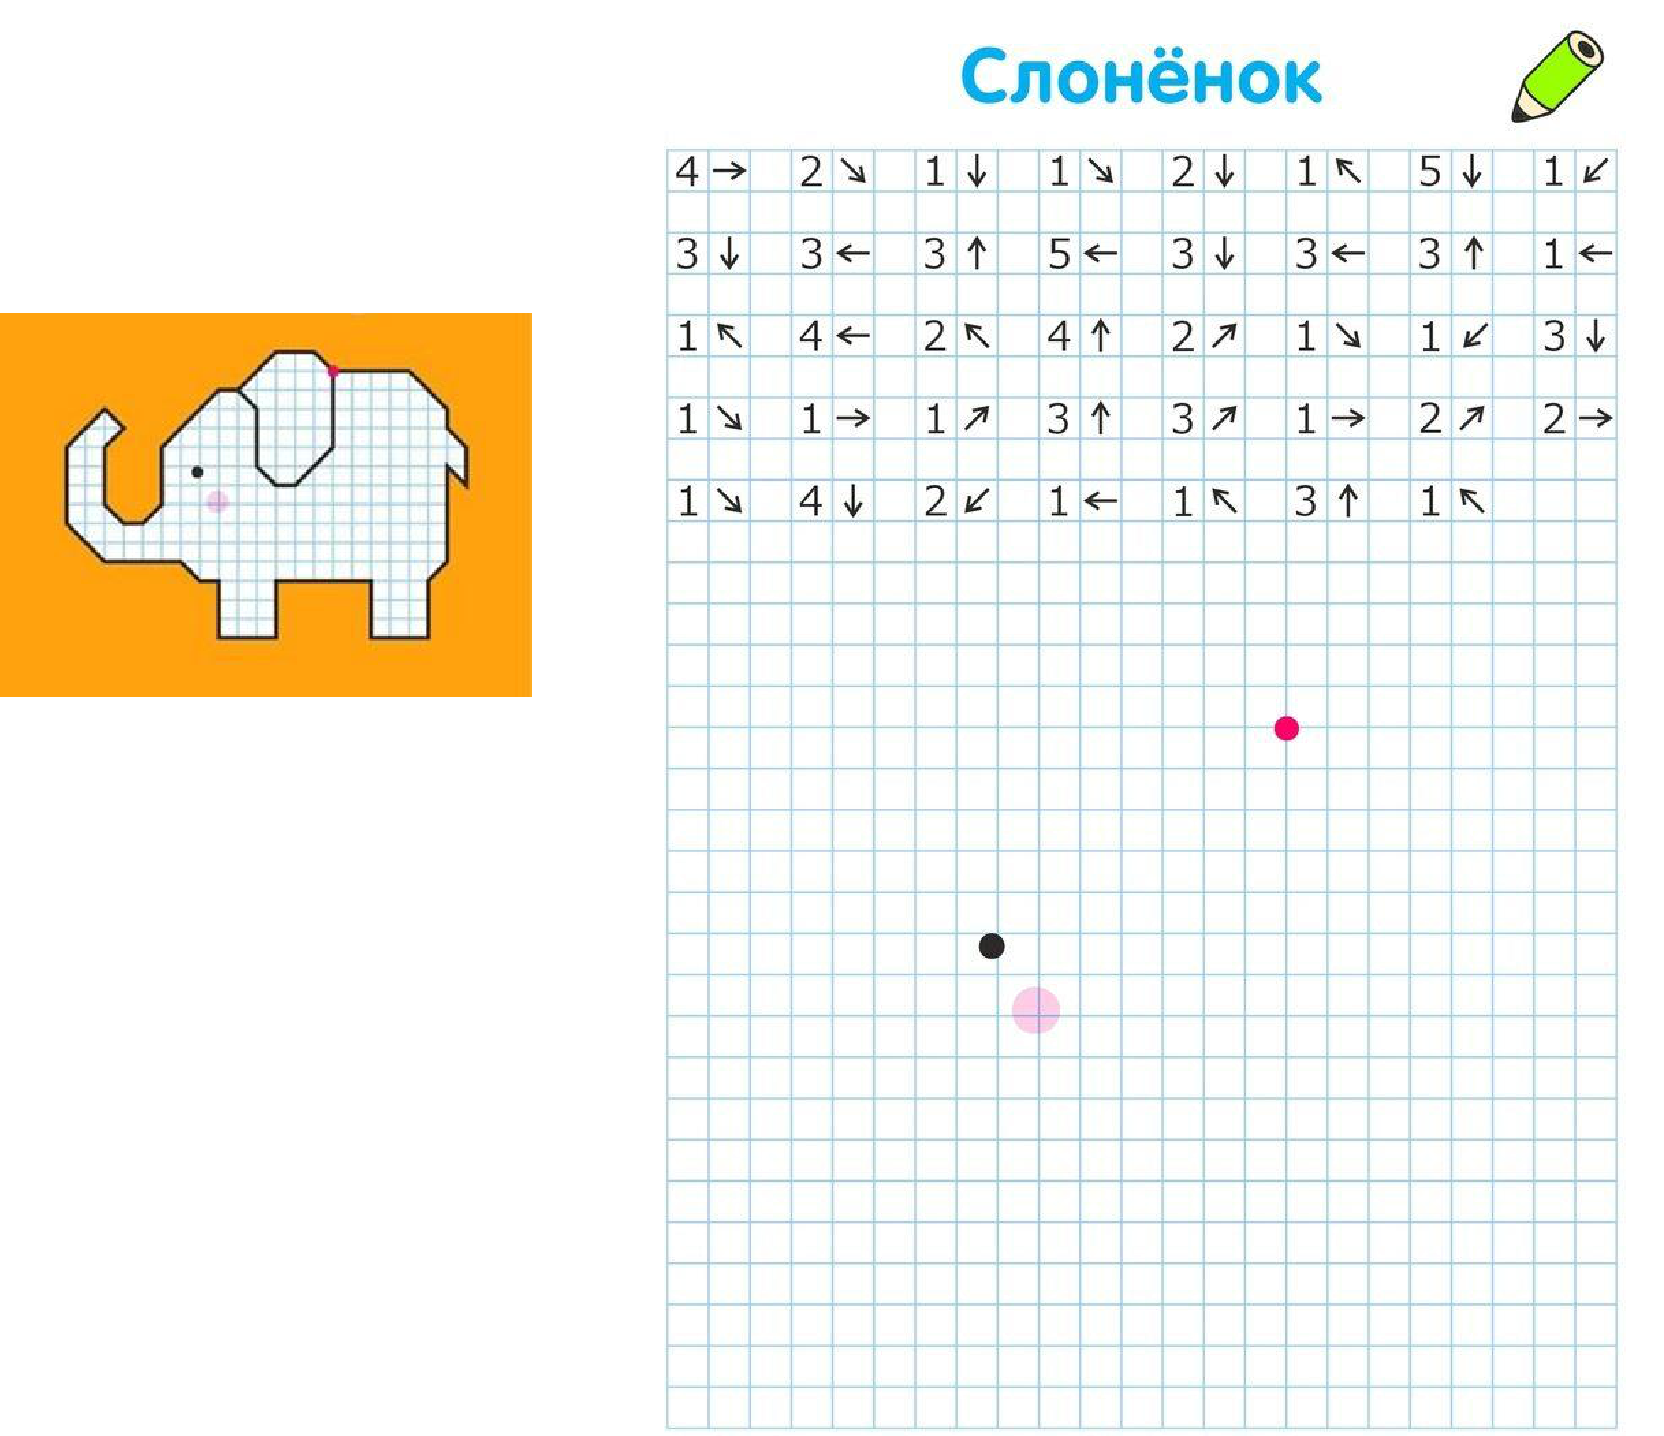 Слонёнок
4 → 2 ↘ 1 ↓ 1 ↘ 2 ↓ 1 ↖ 5 ↓ 1 ↙
3 ↓ 3 ← 3 ↑ 5 ← 3 ↓ 3 ← 3 ↑ 1 ←
1 ↖ 4 ← 2 ↖ 4 ↑ 2 ↗ 1 ↘ 1 ↙ 3 ↓
1 ↘ 1 → 1 ↗ 3 ↑ 3 ↗ 1 → 2 ↗ 2 →
1 ↘ 4 ↓ 2 ↙ 1 ← 1 ↖ 3 ↑ 1 ↖